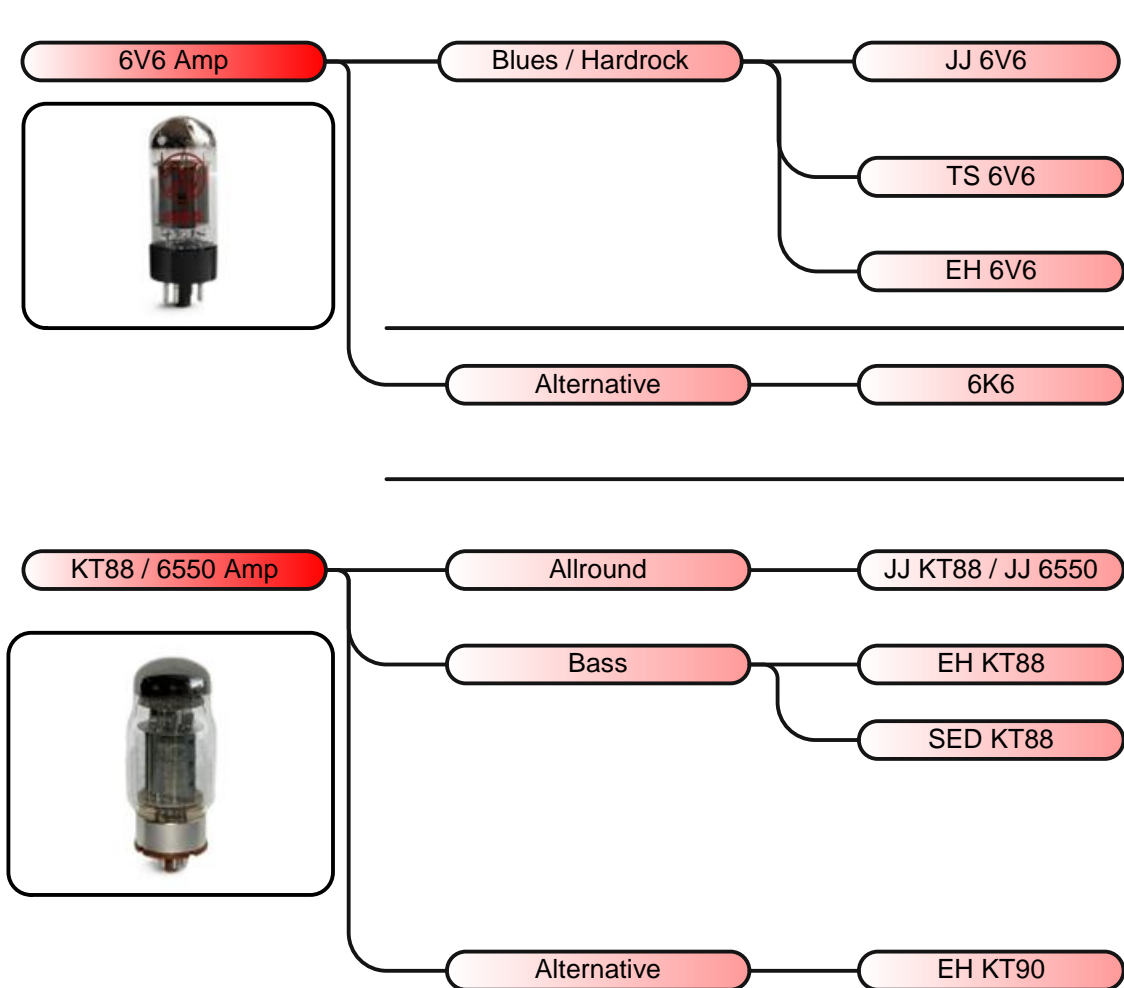 6V6 Amp
Blues / Hardrock
JJ 6V6
TS 6V6
EH 6V6
Alternative
6K6
KT88 / 6550 Amp
Allround
JJ KT88 / JJ 6550
Bass
EH KT88
SED KT88
Alternative
EH KT90